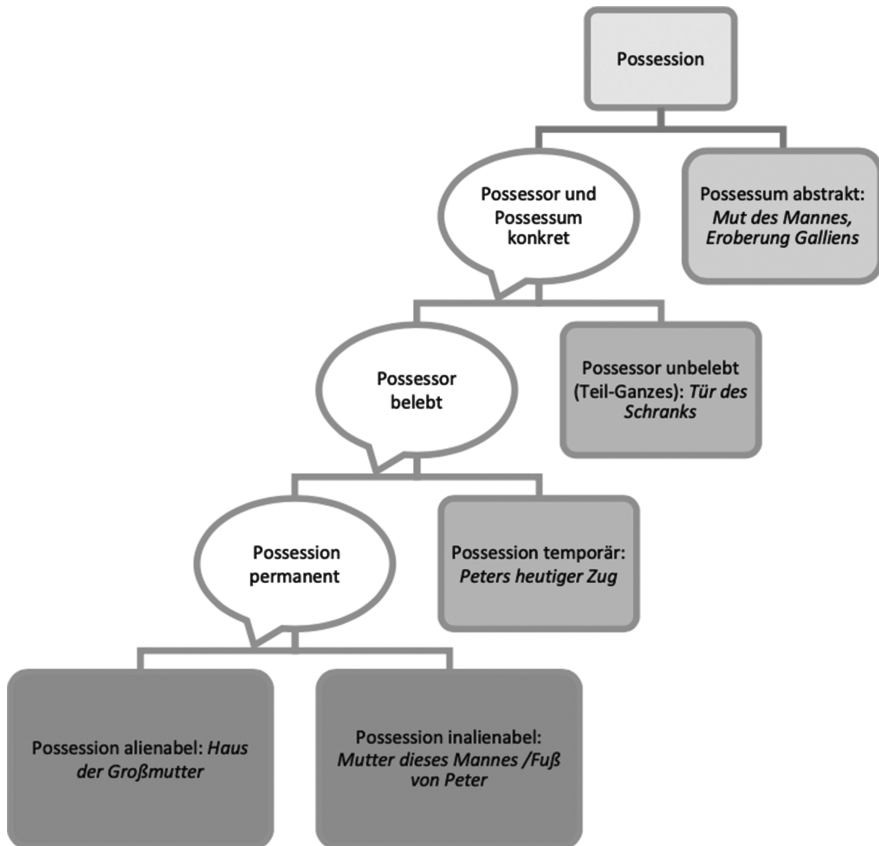 Possession
Possessor und
Possessum
konkret
Possessum abstrakt:
Mut des Mannes,
Eroberung Galliens
Possessor
belebt
Possessor unbelebt
(Teil-Ganzes): Tür des
Schranks
Possession
permanent
Possession temporär:
Peters heutiger Zug
Possession alienabel: Haus
der Großmutter
Possession inalienabel:
Mutter dieses Mannes /Fuß
von Peter